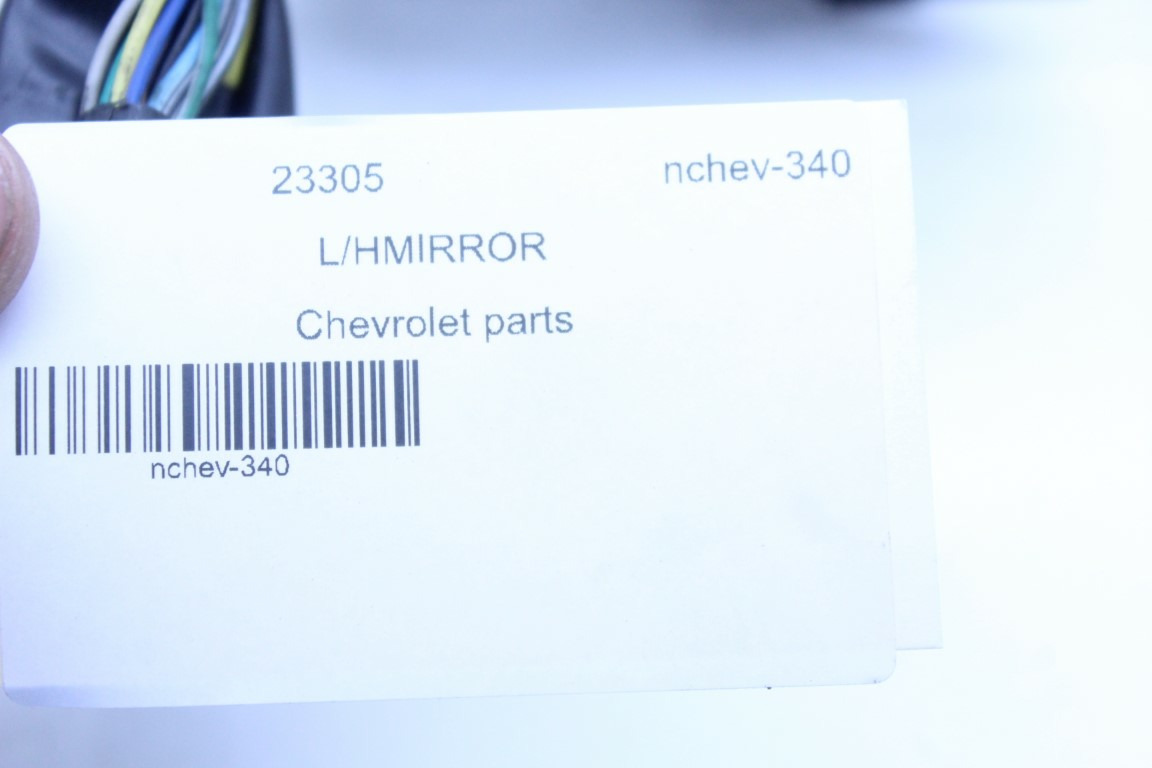 23305 nchev-340
L/HMIRROR
Chevrolet parts
nchev-340